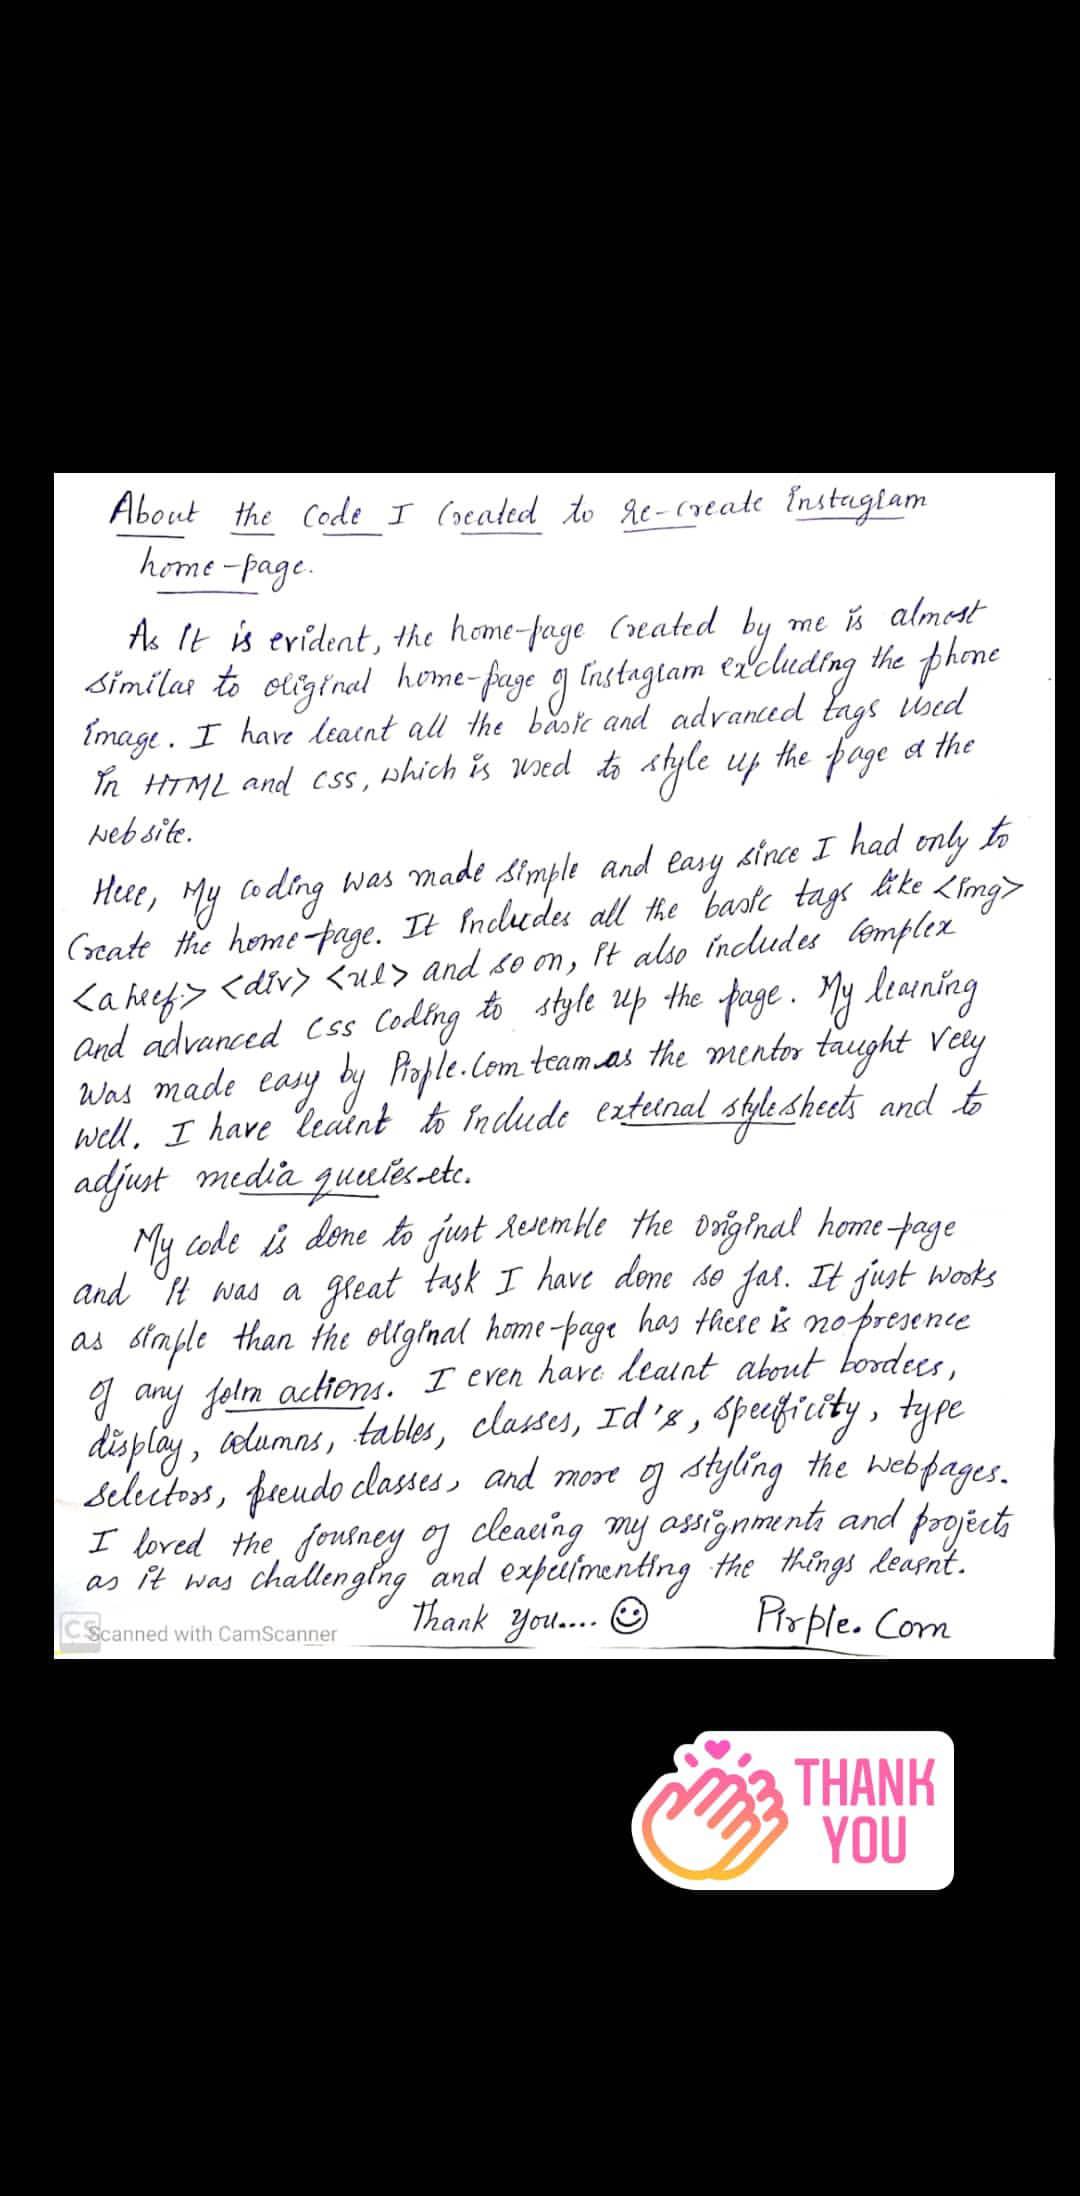 About the Code I Created to Re-create Instagram
home-page.
As it is evident, the home-page Created by me is almost
similar to original home-page of Instagram excluding the phone
image. I have learnt all the basic and advanced tags used
in HTML and CSS, which is used to style up the page of the
website.
Here, My coding was made simple and easy since I had only to
Create the home-page. It includes all the basic tags like <img>
<a href:> <div> <ul> and so on, it also includes Complex
and advanced CSS Coding to style up the page. My learning
was made easy by Pirple.Com team as the mentor taught very
well. I have learnt to include external stylesheets and to
adjust media queries etc.
My code is done to just resemble the original home-page
and it was a great task I have done so far. It just works
as simple than the original home-page has there is no presence
of any form actions. I even have learnt about borders,
display, columns, tables, classes, Id's, specificity, type
selectors, pseudo classes, and more of styling the webpages.
I loved the journey of clearing my assignments and projects
as it was challenging and experimenting the things learnt.
Thank You.... Pirple. Com
CS Scanned with CamScanner
THANK
YOU